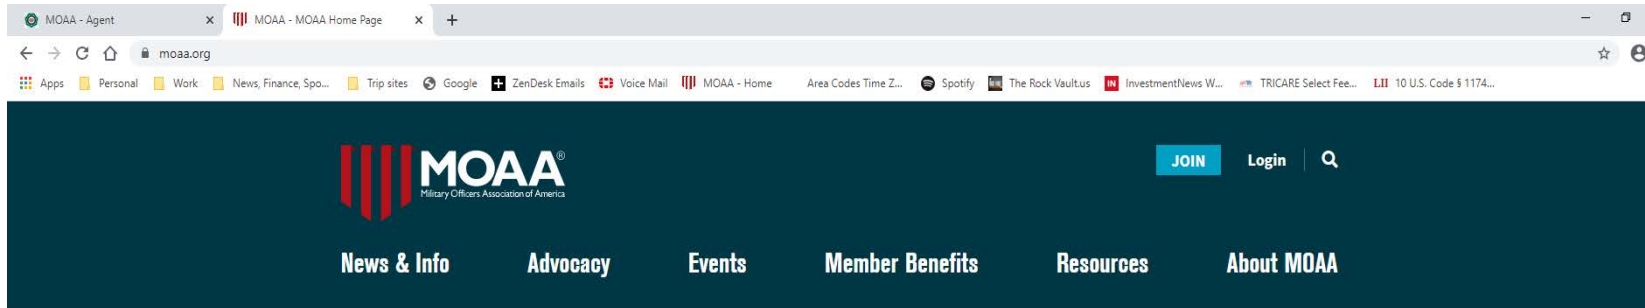 MOAA - Agent MOAA - MOAA Home Page
moaa.org
Apps Personal Work News, Finance, Spo... Trip sites Google ZenDesk Emails Voice Mail MOAA - Home Area Codes Time Z... Spotify The Rock Vault.us IN InvestmentNews W... TRICARE Select Fee... LII 10 U.S. Code § 1174...
MOAA®
Military Officers Association of America
JOIN Login
News & Info Advocacy Events Member Benefits Resources About MOAA